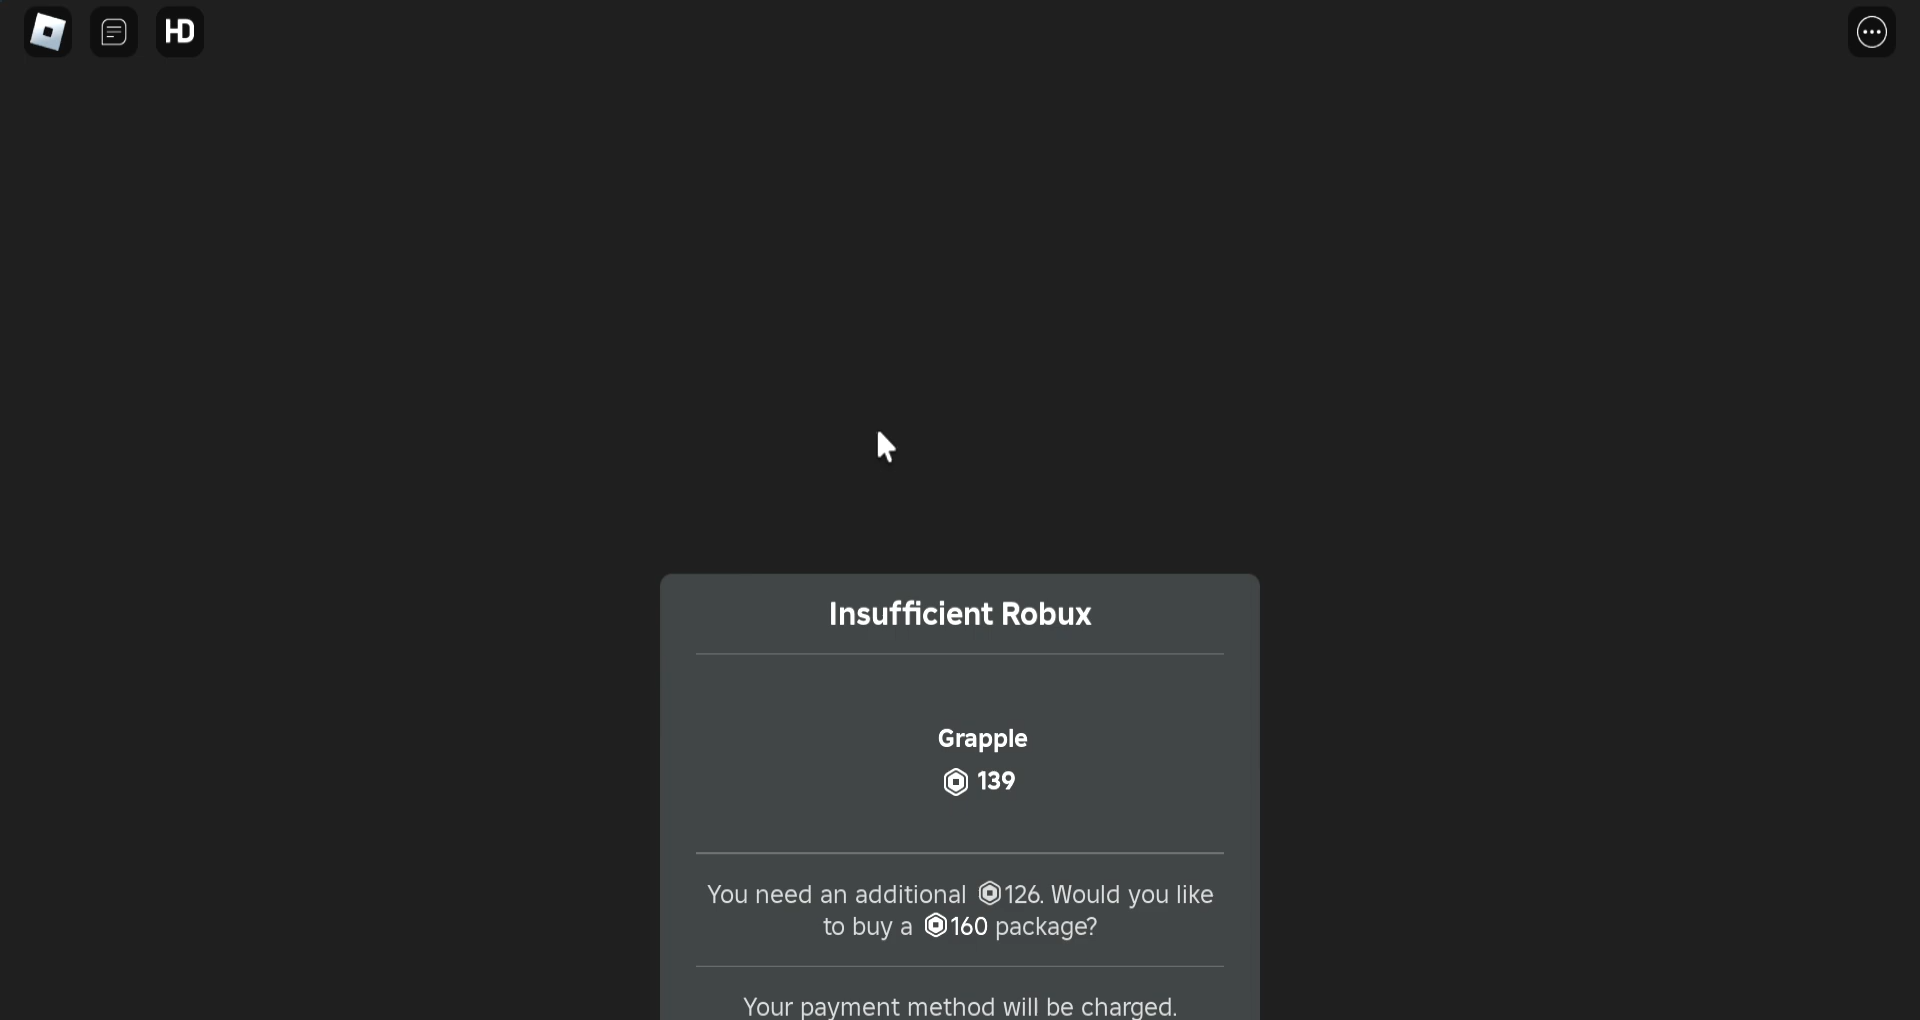 HD
Insufficient Robux
Grapple
139
You need an additional 126. Would you like
to buy a 160 package?
Your payment method will be charged.